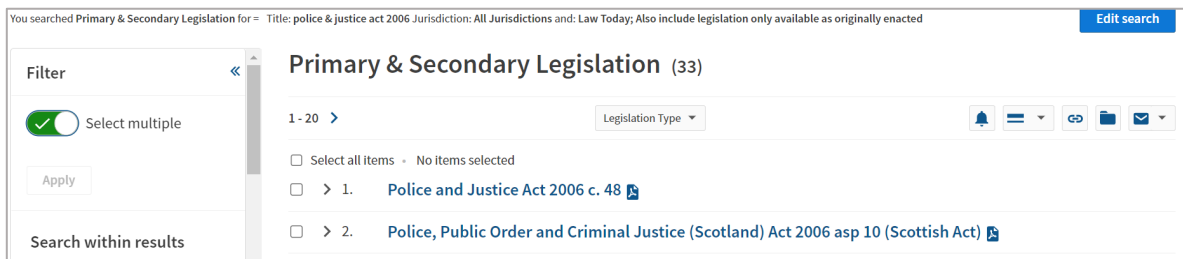 You searched Primary & Secondary Legislation for = Title: police & justice act 2006 Jurisdiction: All Jurisdictions and: Law Today; Also include legislation only available as originally enacted
Edit search
Filter
«
Select multiple
Apply
Search within results
Primary & Secondary Legislation (33)
1 - 20
Legislation Type
Select all items • No items selected
1. Police and Justice Act 2006 c. 48
2. Police, Public Order and Criminal Justice (Scotland) Act 2006 asp 10 (Scottish Act)